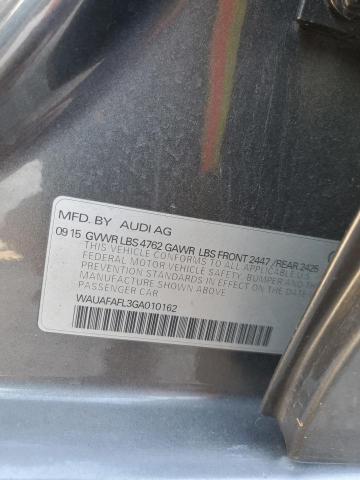 MFD. BY AUDI AG
09 15 GVWR LBS 4762 GAWR LBS FRONT 2447 / REAR 2425
THIS VEHICLE CONFORMS TO ALL APPLICABLE
FEDERAL MOTOR VEHICLE SAFETY, BUMPER AND THEFT
PREVENTION STANDARDS IN EFFECT ON THE DATE OF
MANUFACTURE SHOWN ABOVE.
PASSENGER CAR
WAUAFAFL3GA010162